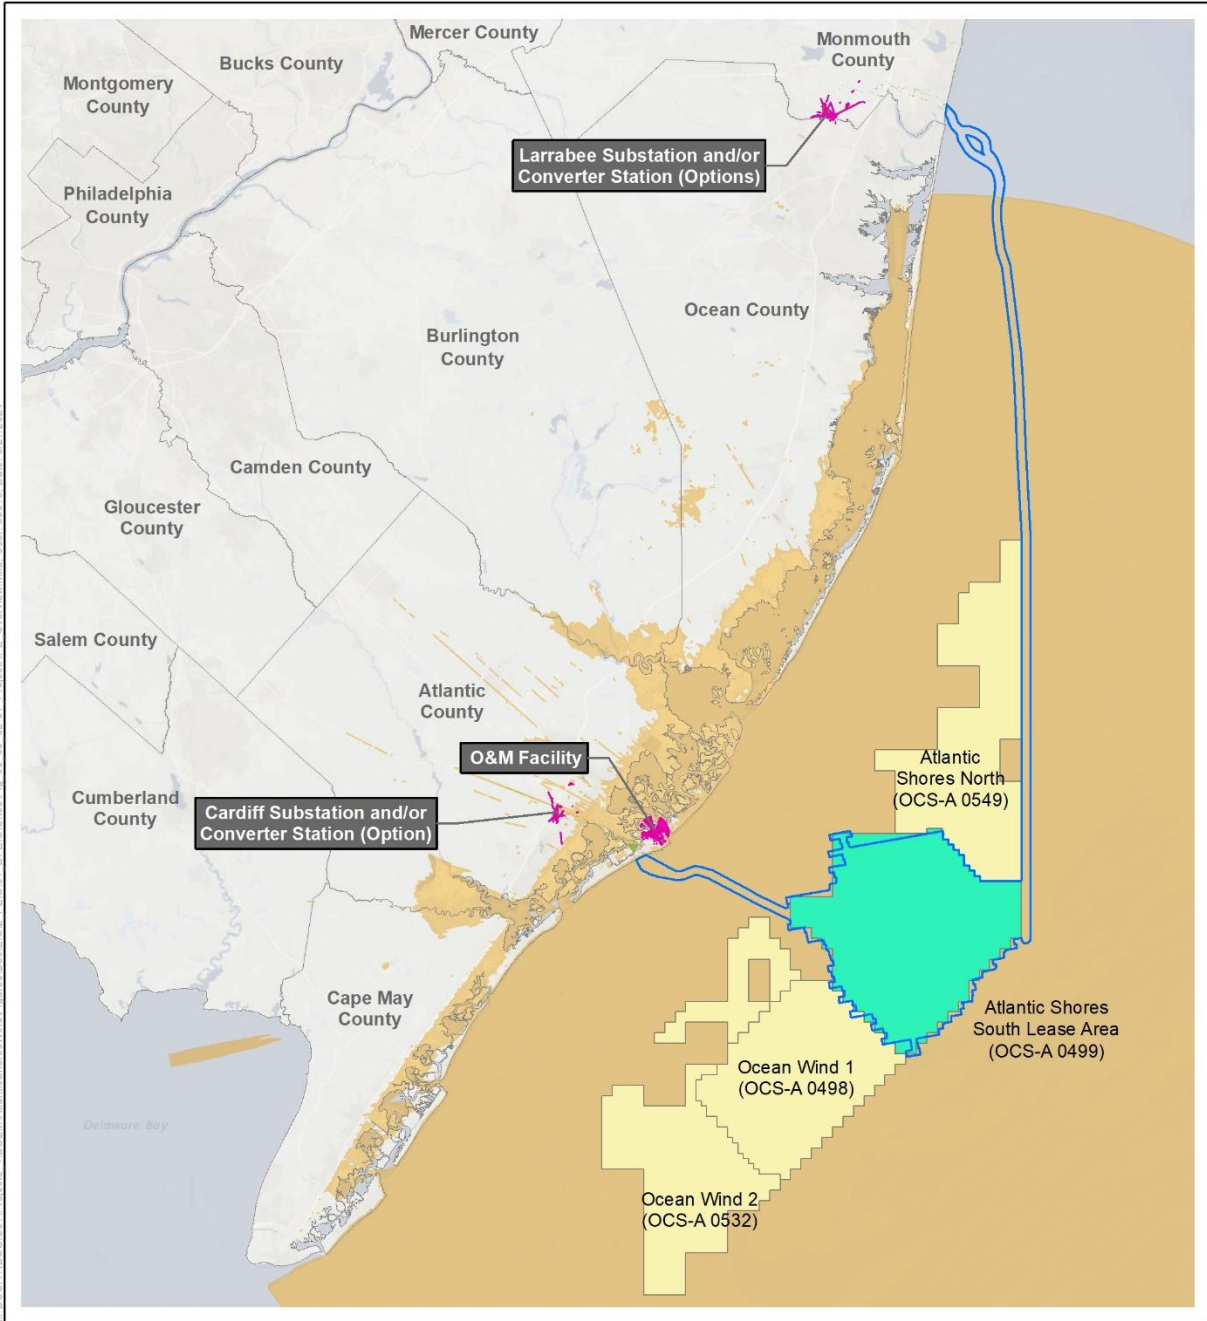 Mercer County
Monmouth
County
Bucks County
Montgomery
County
Larrabee Substation and/or
Converter Station (Options)
Philadelphia
County
Ocean County
Burlington
County
Camden County
Gloucester
County
Salem County
Atlantic
County
O&M Facility
Atlantic
Shores North
(OCS-A 0549)
Cumberland
County
Cardiff Substation and/or
Converter Station (Option)
Cape May
County
Atlantic Shores
South Lease Area
(OCS-A 0499)
Ocean Wind 1
(OCS-A 0498)
Delaware Bay
Ocean Wind 2
(OCS-A 0532)